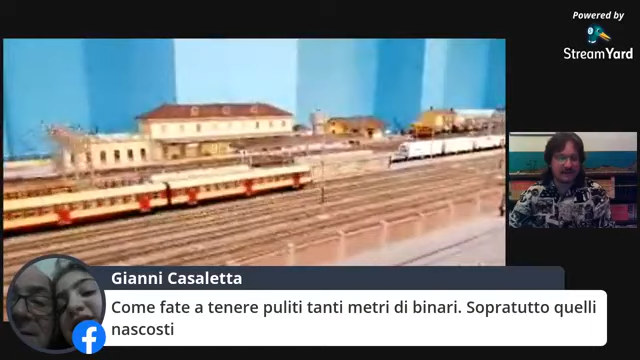 Powered by
StreamYard
Gianni Casaletta
Come fate a tenere puliti tanti metri di binari. Sopratutto quelli
nascosti